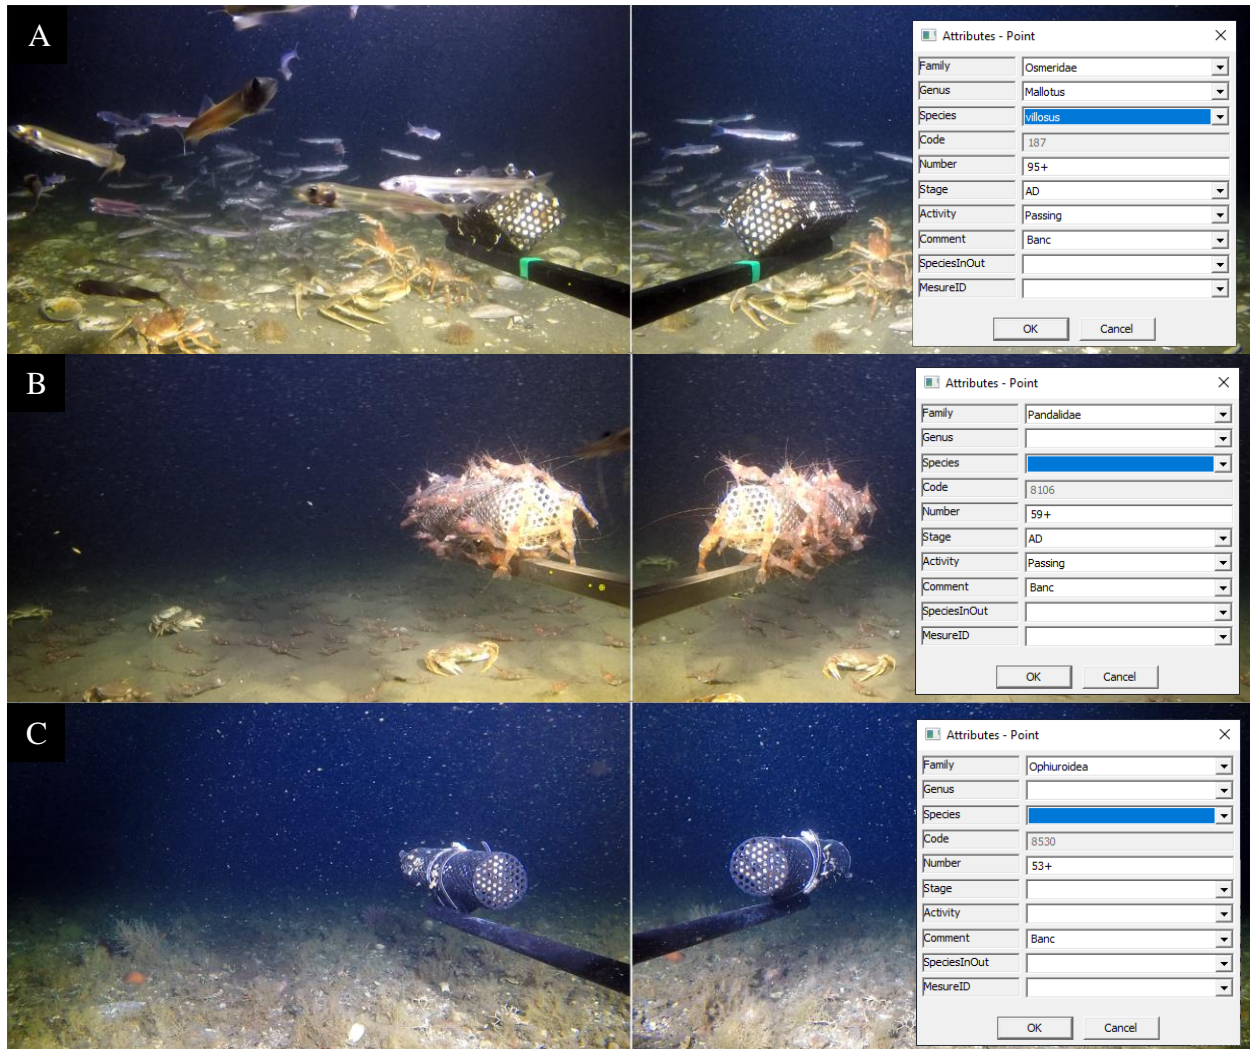 A
Attributes - Point
Family Osmeridae
Genus Mallotus
Species villosus
Code 187
Number 95+
Stage AD
Activity Passing
Comment Banc
SpeciesInOut
MesureID
OK Cancel
B
Attributes - Point
Family Pandalidae
Genus
Species
Code 8106
Number 59+
Stage AD
Activity Passing
Comment Banc
SpeciesInOut
MesureID
OK Cancel
C
Attributes - Point
Family Ophiuroidea
Genus
Species
Code 8530
Number 53+
Stage
Activity
Comment Banc
SpeciesInOut
MesureID
OK Cancel